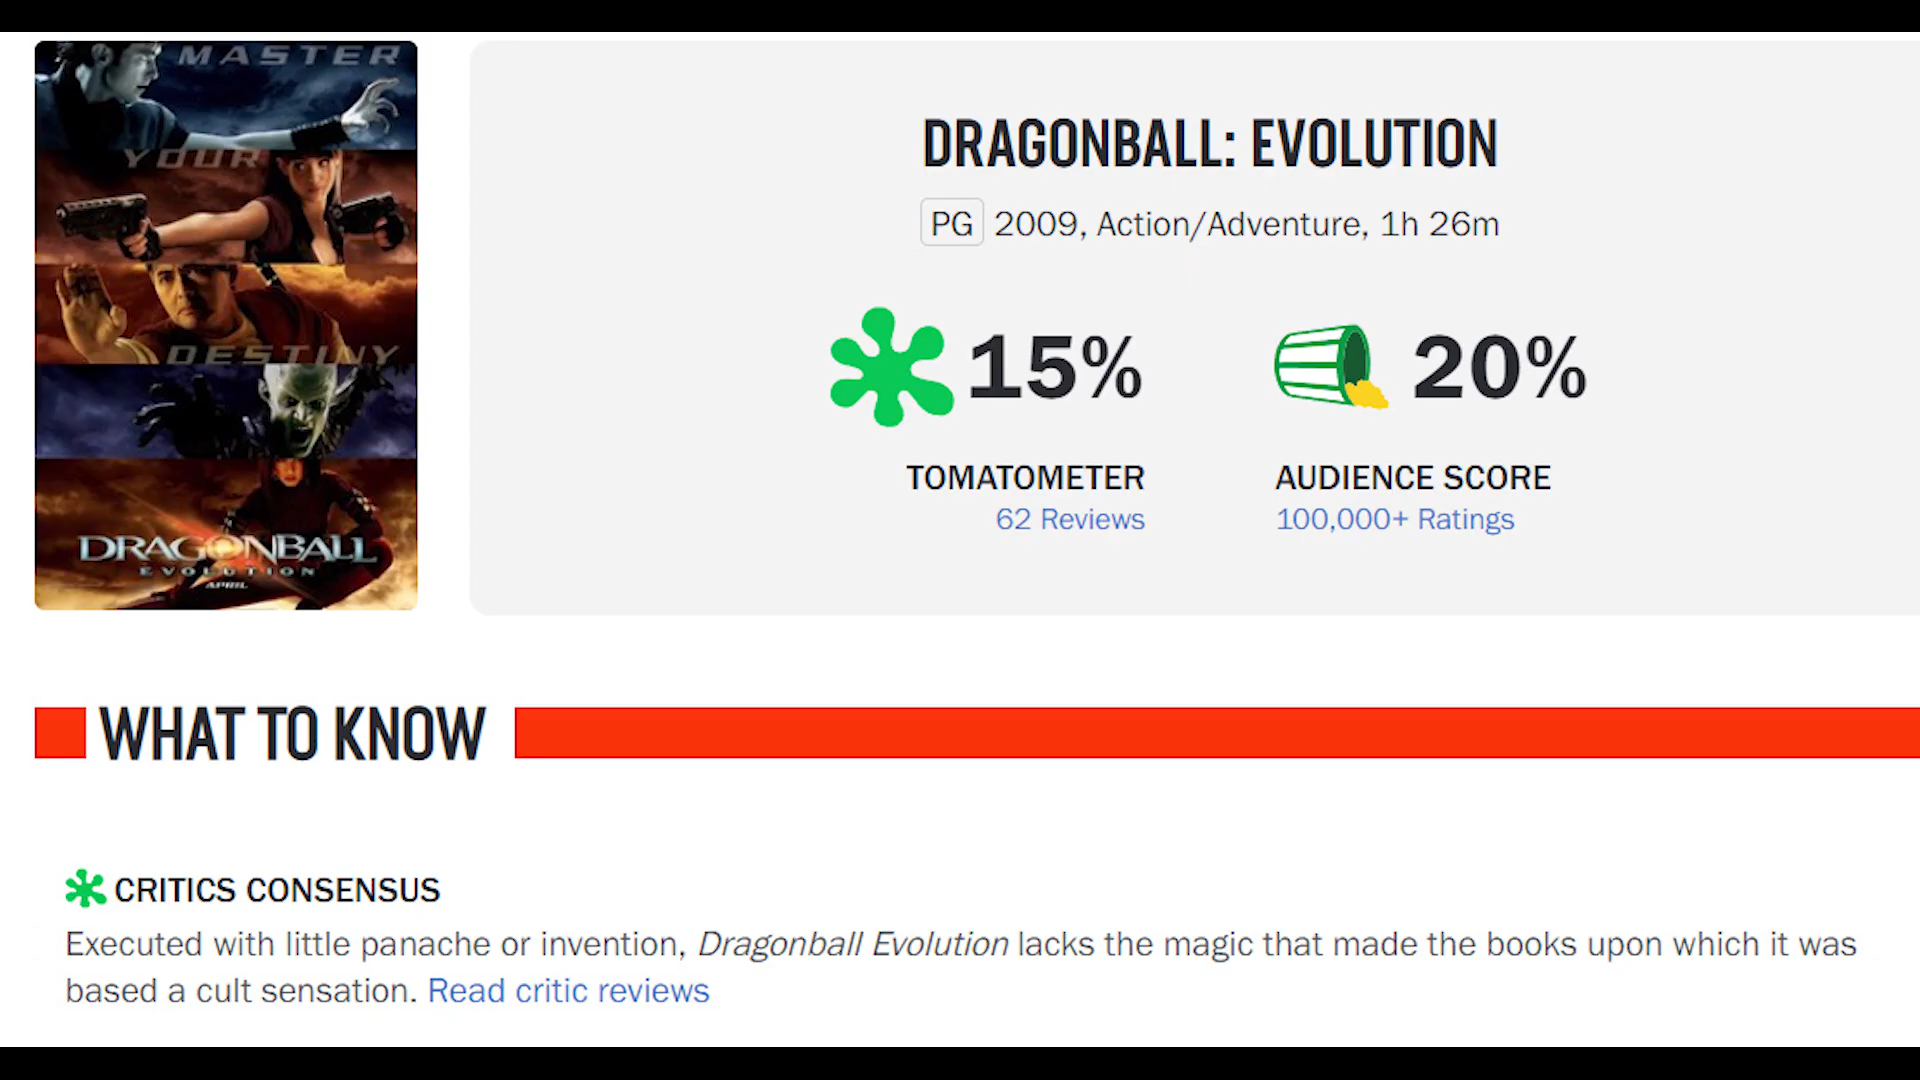 MASTER
YOUR
DESTINY
DRAGONBALL
EVOLUTION
APRIL
DRAGONBALL: EVOLUTION
PG 2009, Action/Adventure, 1h 26m
15% 20%
TOMATOMETER AUDIENCE SCORE
62 Reviews 100,000+ Ratings
WHAT TO KNOW
CRITICS CONSENSUS
Executed with little panache or invention, Dragonball Evolution lacks the magic that made the books upon which it was
based a cult sensation. Read critic reviews